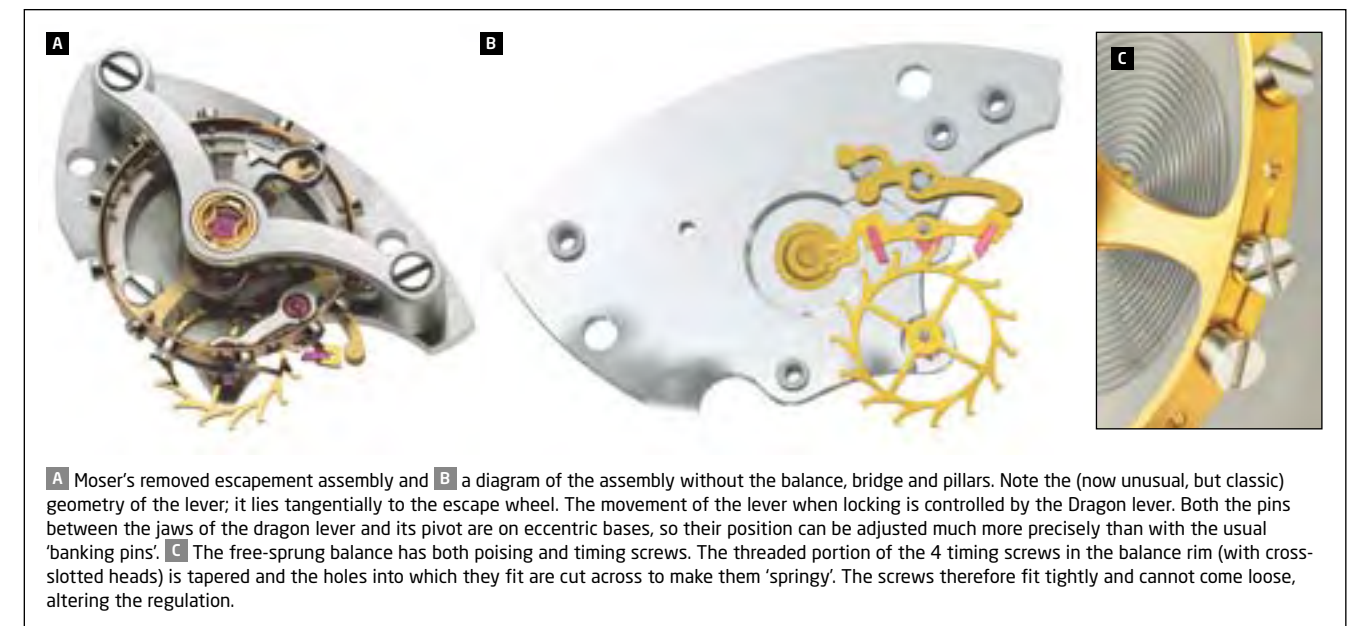 A
B
C
A Moser's removed escapement assembly and B a diagram of the assembly without the balance, bridge and pillars. Note the (now unusual, but classic)
geometry of the lever; it lies tangentially to the escape wheel. The movement of the lever when locking is controlled by the Dragon lever. Both the pins
between the jaws of the dragon lever and its pivot are on eccentric bases, so their position can be adjusted much more precisely than with the usual
'banking pins'. C The free-sprung balance has both poising and timing screws. The threaded portion of the 4 timing screws in the balance rim (with cross-
slotted heads) is tapered and the holes into which they fit are cut across to make them 'springy'. The screws therefore fit tightly and cannot come loose,
altering the regulation.